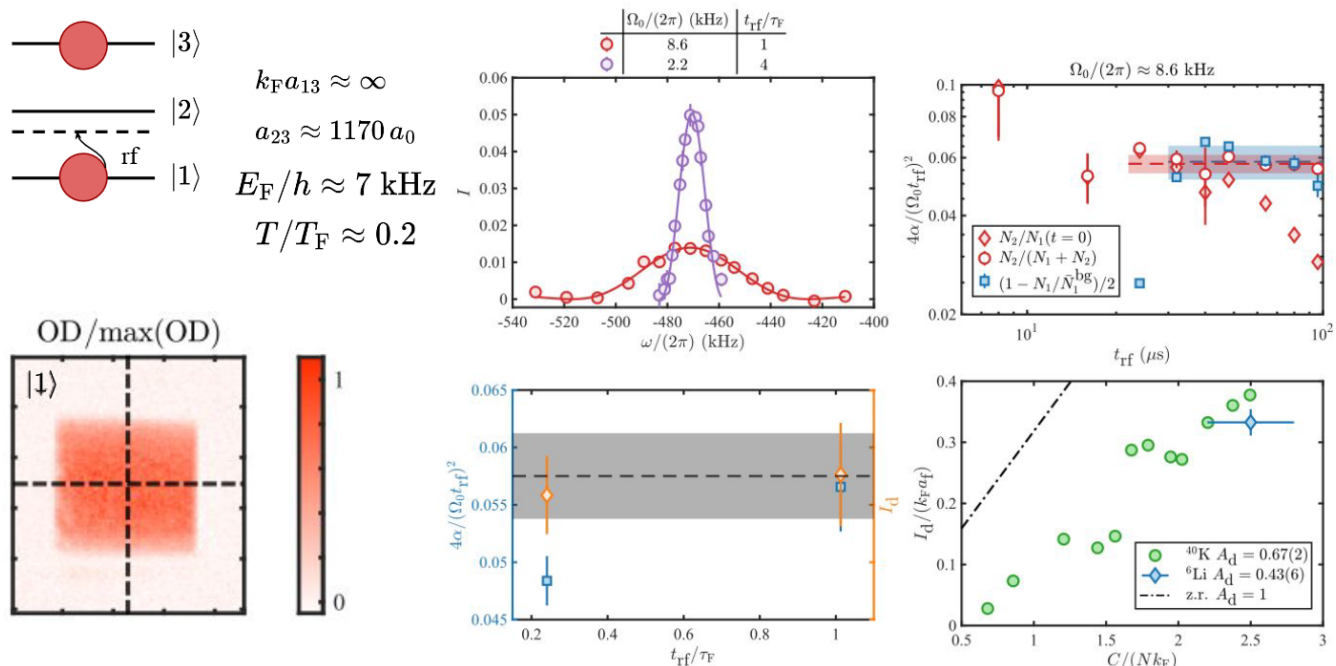 |3⟩
|2⟩
rf
|1⟩
k_F a_13 ≈ ∞
a_23 ≈ 1170 a_0
E_F/h ≈ 7 kHz
T/T_F ≈ 0.2
Ω_0/(2π) (kHz) t_rf/τ_F
8.6 1
2.2 4
0.06
0.05
0.04
0.03
0.02
0.01
0
I
-540 -520 -500 -480 -460 -440 -420 -400
ω/(2π) (kHz)
Ω_0/(2π) ≈ 8.6 kHz
0.1
0.08
0.06
0.04
0.02
4α/(Ω_0 t_rf)^2
N_2/N_1(t=0)
N_2/(N_1 + N_2)
(1 - N_1/N̄_1^bg)/2
10^1 10^2
t_rf (μs)
OD/max(OD)
|1⟩
1
0
0.065
0.06
0.055
0.05
0.045
4α/(Ω_0 t_rf)^2
I_d
0.2 0.4 0.6 0.8 1
t_rf/τ_F
0.4
0.3
0.2
0.1
0
I_d/(k_F a_f)
^40K A_d = 0.67(2)
^6Li A_d = 0.43(6)
z.r. A_d = 1
0.5 1 1.5 2 2.5 3
C/(Nk_F)